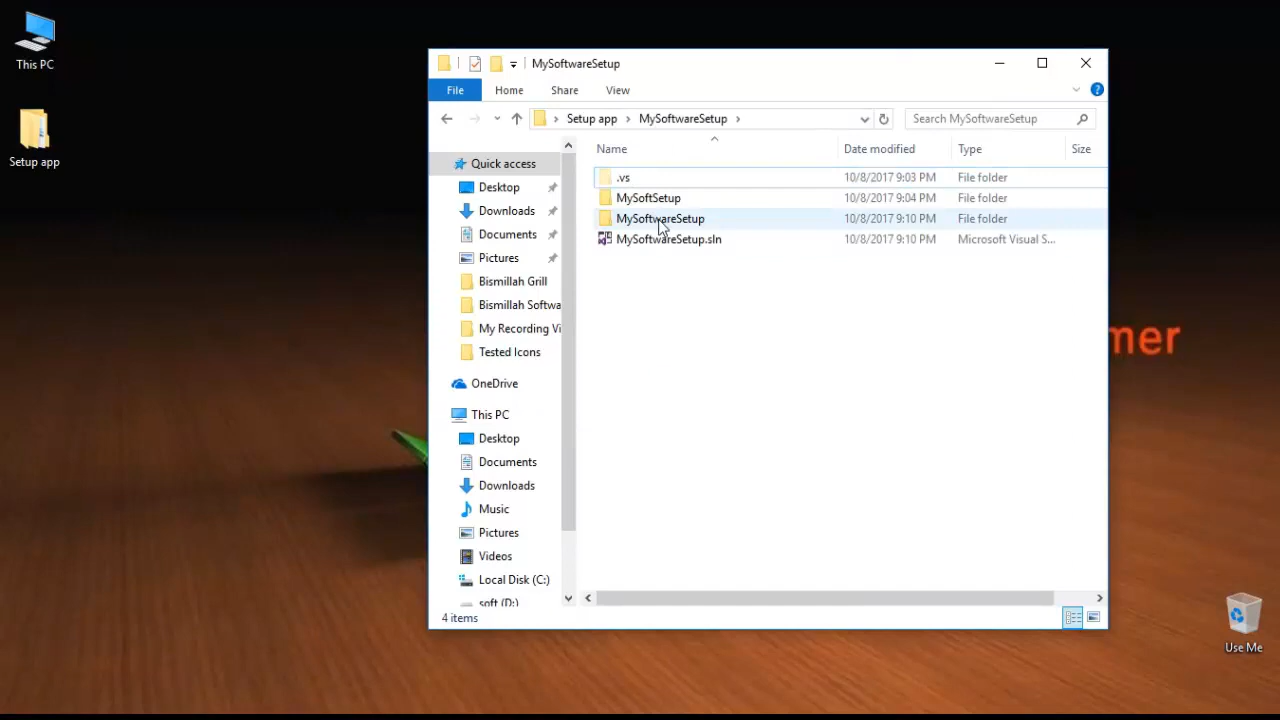 This PC
Setup app
MySoftwareSetup
File Home Share View
Setup app MySoftwareSetup
Search MySoftwareSetup
Name Date modified Type Size
.vs 10/8/2017 9:03 PM File folder
MySoftSetup 10/8/2017 9:04 PM File folder
MySoftwareSetup 10/8/2017 9:10 PM File folder
MySoftwareSetup.sln 10/8/2017 9:10 PM Microsoft Visual S...
Quick access
Desktop
Downloads
Documents
Pictures
Bismillah Grill
Bismillah Softwa
My Recording Vi
Tested Icons
OneDrive
This PC
Desktop
Documents
Downloads
Music
Pictures
Videos
Local Disk (C:)
soft (D:)
4 items
mer
Use Me